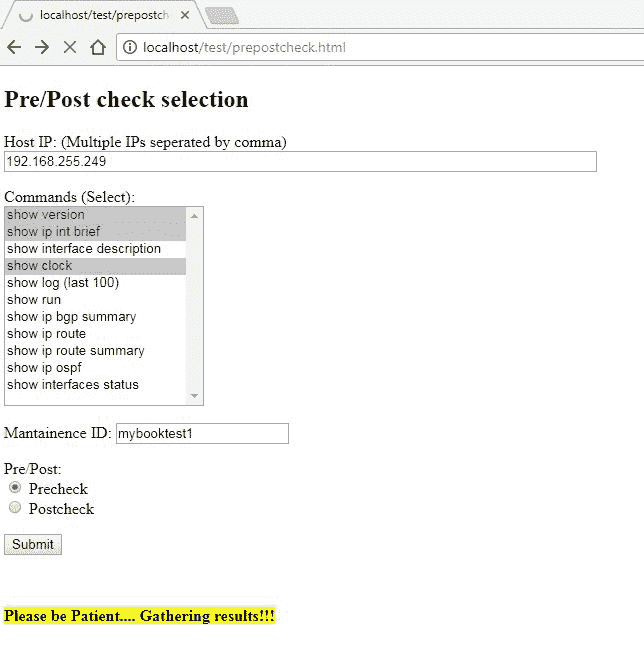 localhost/test/prepostch
localhost/test/prepostcheck.html
Pre/Post check selection
Host IP: (Multiple IPs seperated by comma)
192.168.255.249
Commands (Select):
show version
show ip int brief
show interface description
show clock
show log (last 100)
show run
show ip bgp summary
show ip route
show ip route summary
show ip ospf
show interfaces status
Mantainence ID: mybooktest1
Pre/Post:
Precheck
Postcheck
Submit
Please be Patient.... Gathering results!!!